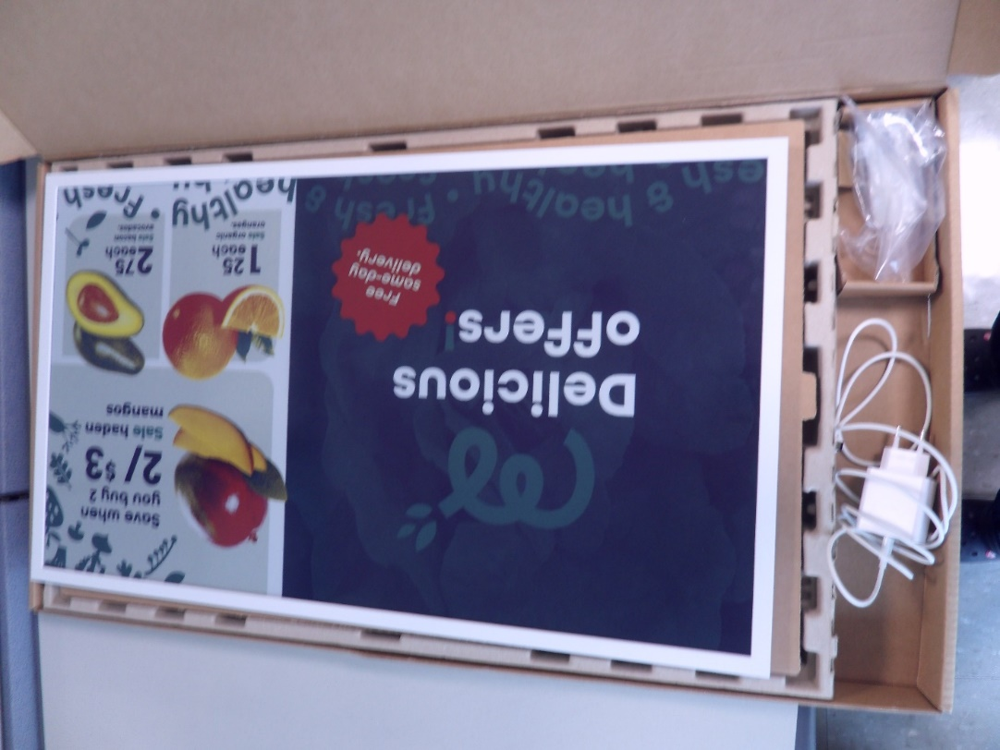 Delicious
offers!
Free
same-day
delivery.
Save when
you buy 2
2/$3
Sale haden
mangos
1 25
each
Sale organic
oranges.
2 75
each
Sale bacon
avocados.
esh & healthy • Fresh & healthy • Fresh